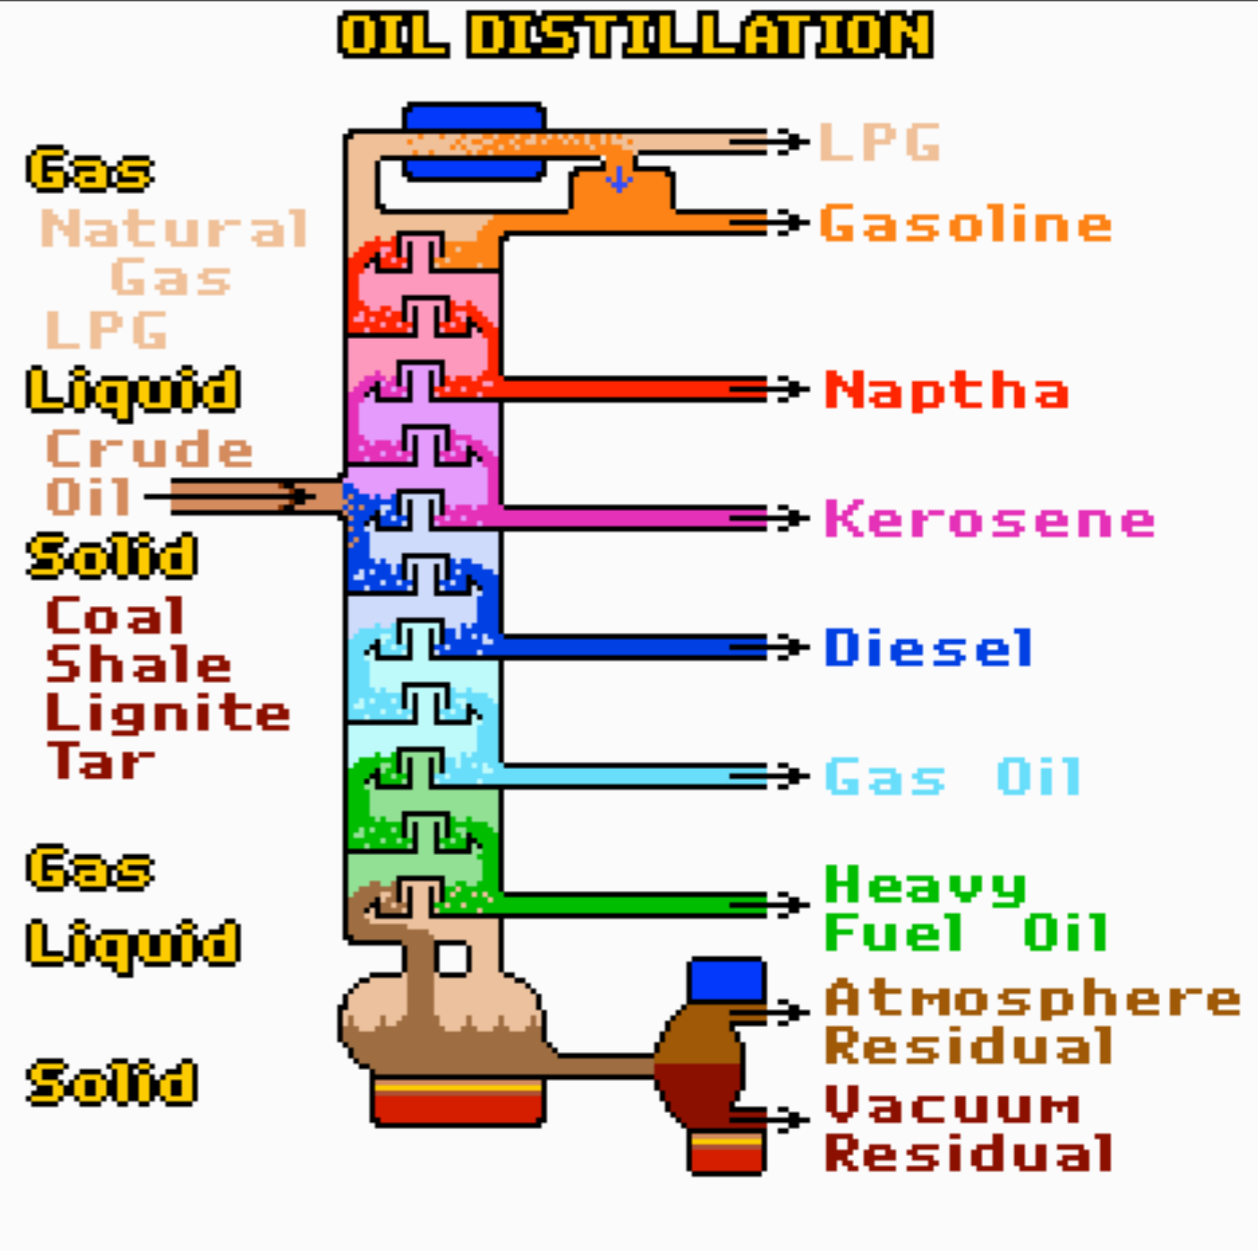 OIL DISTILLATION
Gas
Natural
Gas
LPG
Liquid
Crude
Oil
Solid
Coal
Shale
Lignite
Tar
Gas
Liquid
Solid
LPG
Gasoline
Naptha
Kerosene
Diesel
Gas Oil
Heavy
Fuel Oil
Atmosphere
Residual
Vacuum
Residual